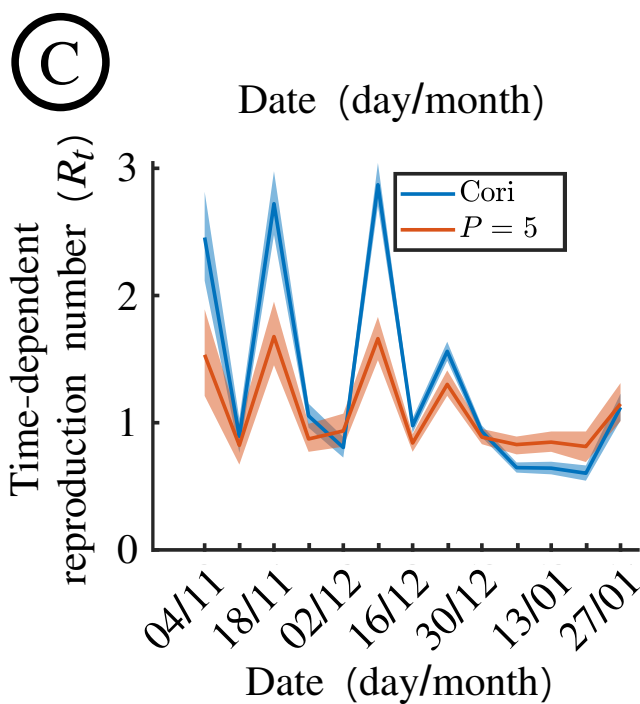 C
Date (day/month)
Time-dependent
reproduction number (R_t)
3
2
1
0
Cori
P = 5
04/11
18/11
02/12
16/12
30/12
13/01
27/01
Date (day/month)